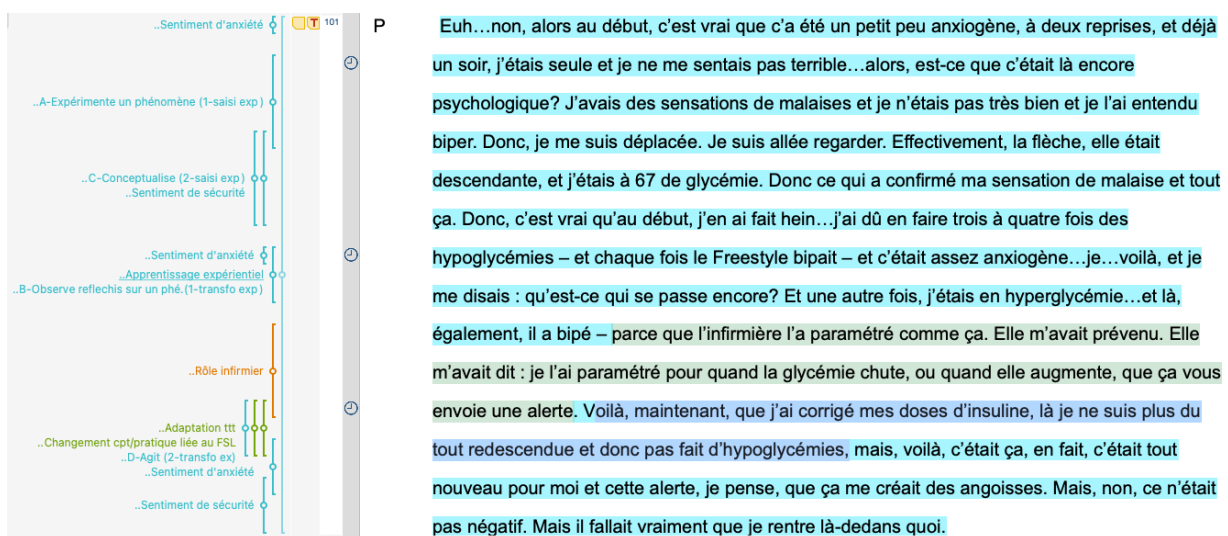 ..Sentiment d'anxiété
T
101
P
Euh…non, alors au début, c'est vrai que c'a été un petit peu anxiogène, à deux reprises, et déjà
un soir, j'étais seule et je ne me sentais pas terrible…alors, est-ce que c'était là encore
..A-Expérimente un phénomène (1-saisi exp)
psychologique? J'avais des sensations de malaises et je n'étais pas très bien et je l'ai entendu
biper. Donc, je me suis déplacée. Je suis allée regarder. Effectivement, la flèche, elle était
..C-Conceptualise (2-saisi exp)
..Sentiment de sécurité
descendante, et j'étais à 67 de glycémie. Donc ce qui a confirmé ma sensation de malaise et tout
ça. Donc, c'est vrai qu'au début, j'en ai fait hein…j'ai dû en faire trois à quatre fois des
..Sentiment d'anxiété
hypoglycémies – et chaque fois le Freestyle bipait – et c'était assez anxiogène…je…voilà, et je
..Apprentissage expérientiel
..B-Observe reflechis sur un phé.(1-transfo exp)
me disais : qu'est-ce qui se passe encore? Et une autre fois, j'étais en hyperglycémie…et là,
également, il a bipé – parce que l'infirmière l'a paramétré comme ça. Elle m'avait prévenu. Elle
..Rôle infirmier
m'avait dit : je l'ai paramétré pour quand la glycémie chute, ou quand elle augmente, que ça vous
envoie une alerte. Voilà, maintenant, que j'ai corrigé mes doses d'insuline, là je ne suis plus du
..Adaptation ttt
..Changement cpt/pratique liée au FSL
..D-Agit (2-transfo ex)
..Sentiment d'anxiété
tout redescendue et donc pas fait d'hypoglycémies, mais, voilà, c'était ça, en fait, c'était tout
nouveau pour moi et cette alerte, je pense, que ça me créait des angoisses. Mais, non, ce n'était
..Sentiment de sécurité
pas négatif. Mais il fallait vraiment que je rentre là-dedans quoi.